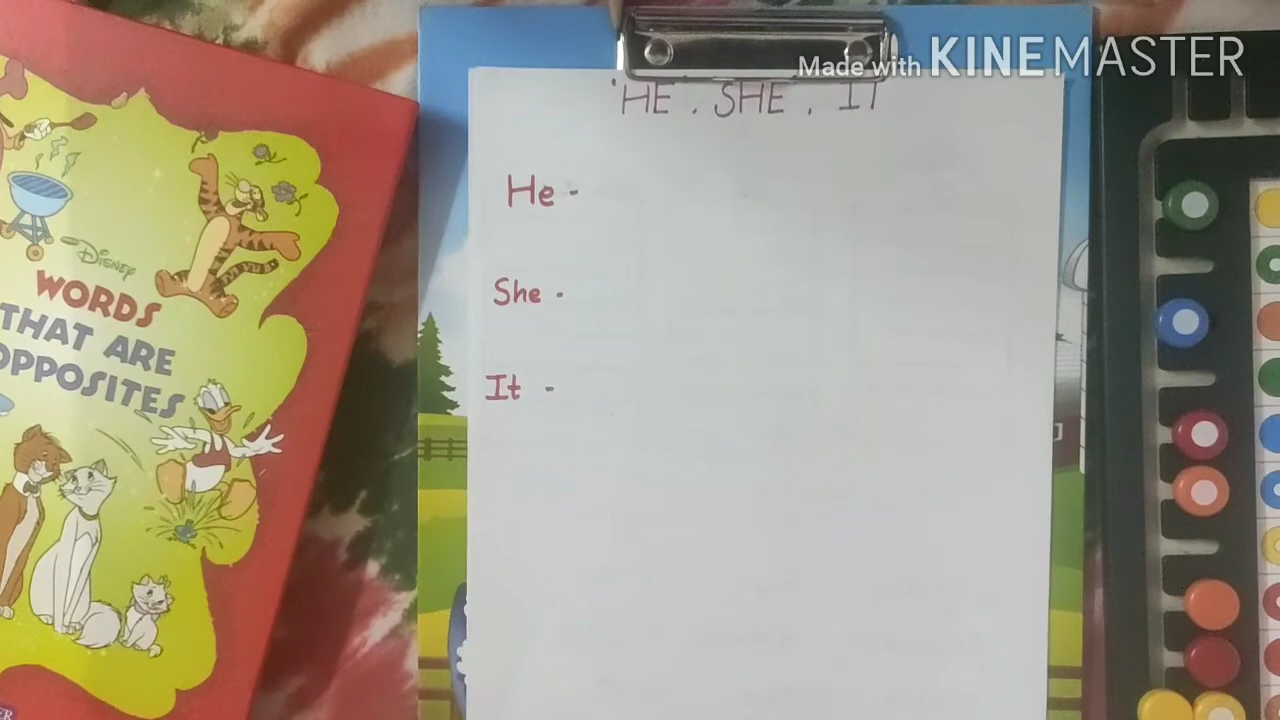 Made with KINEMASTER
'HE . SHE . IT
He -
She -
It -
Disney
WORDS
THAT ARE
OPPOSITES